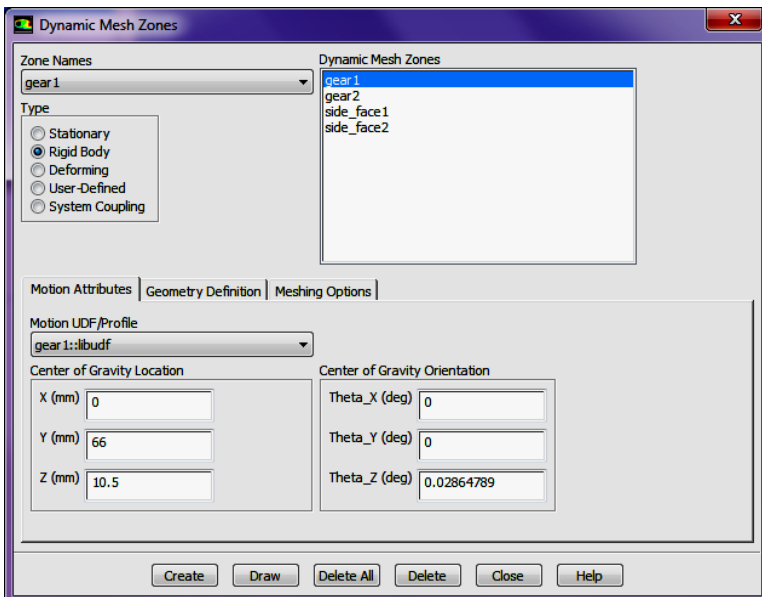 Dynamic Mesh Zones
Zone Names
gear1
Type
Stationary
Rigid Body
Deforming
User-Defined
System Coupling
Dynamic Mesh Zones
gear1
gear2
side_face1
side_face2
Motion Attributes Geometry Definition Meshing Options
Motion UDF/Profile
gear1::libudf
Center of Gravity Location
X (mm) 0
Y (mm) 66
Z (mm) 10.5
Center of Gravity Orientation
Theta_X (deg) 0
Theta_Y (deg) 0
Theta_Z (deg) 0.02864789
Create Draw Delete All Delete Close Help